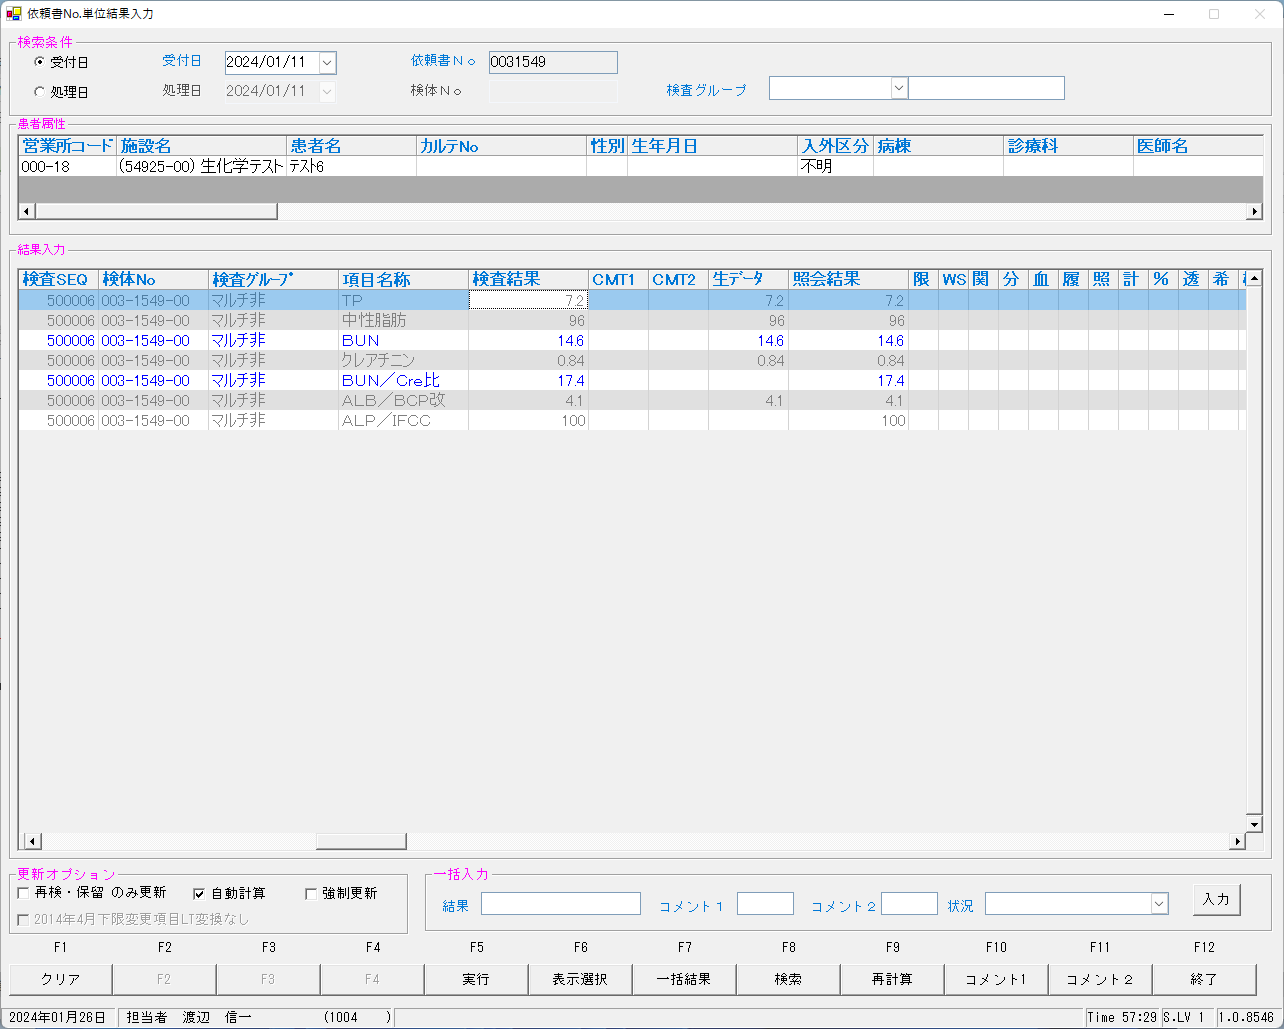 依頼書No.単位結果入力
検索条件
受付日 受付日 2024/01/11 依頼書Ｎｏ 0031549
処理日 処理日 2024/01/11 検体Ｎｏ 検査グループ
患者属性
営業所コード 施設名 患者名 カルテNo 性別 生年月日 入外区分 病棟 診療科 医師名
000-18 (54925-00) 生化学テスト テスト6 不明
結果入力
検査SEQ 検体No 検査ｸﾞﾙｰﾌﾟ 項目名称 検査結果 CMT1 CMT2 生データ 照会結果 限 WS 関 分 血 履 照 計 % 透 希
500006 003-1549-00 マルチ非 TP 7.2 7.2 7.2
500006 003-1549-00 マルチ非 中性脂肪 96 96 96
500006 003-1549-00 マルチ非 BUN 14.6 14.6 14.6
500006 003-1549-00 マルチ非 クレアチニン 0.84 0.84 0.84
500006 003-1549-00 マルチ非 BUN／Cre比 17.4 17.4
500006 003-1549-00 マルチ非 ALB／BCP改 4.1 4.1 4.1
500006 003-1549-00 マルチ非 ALP／IFCC 100 100
更新オプション 一括入力
再検・保留 のみ更新 自動計算 強制更新 結果 コメント１ コメント２ 状況 入力
2014年4月下限変更項目LT変換なし
F1 F2 F3 F4 F5 F6 F7 F8 F9 F10 F11 F12
クリア F2 F3 F4 実行 表示選択 一括結果 検索 再計算 コメント1 コメント２ 終了
2024年01月26日 担当者 渡辺 信一 (1004 ) Time 57:29 S.LV 1 1.0.8546